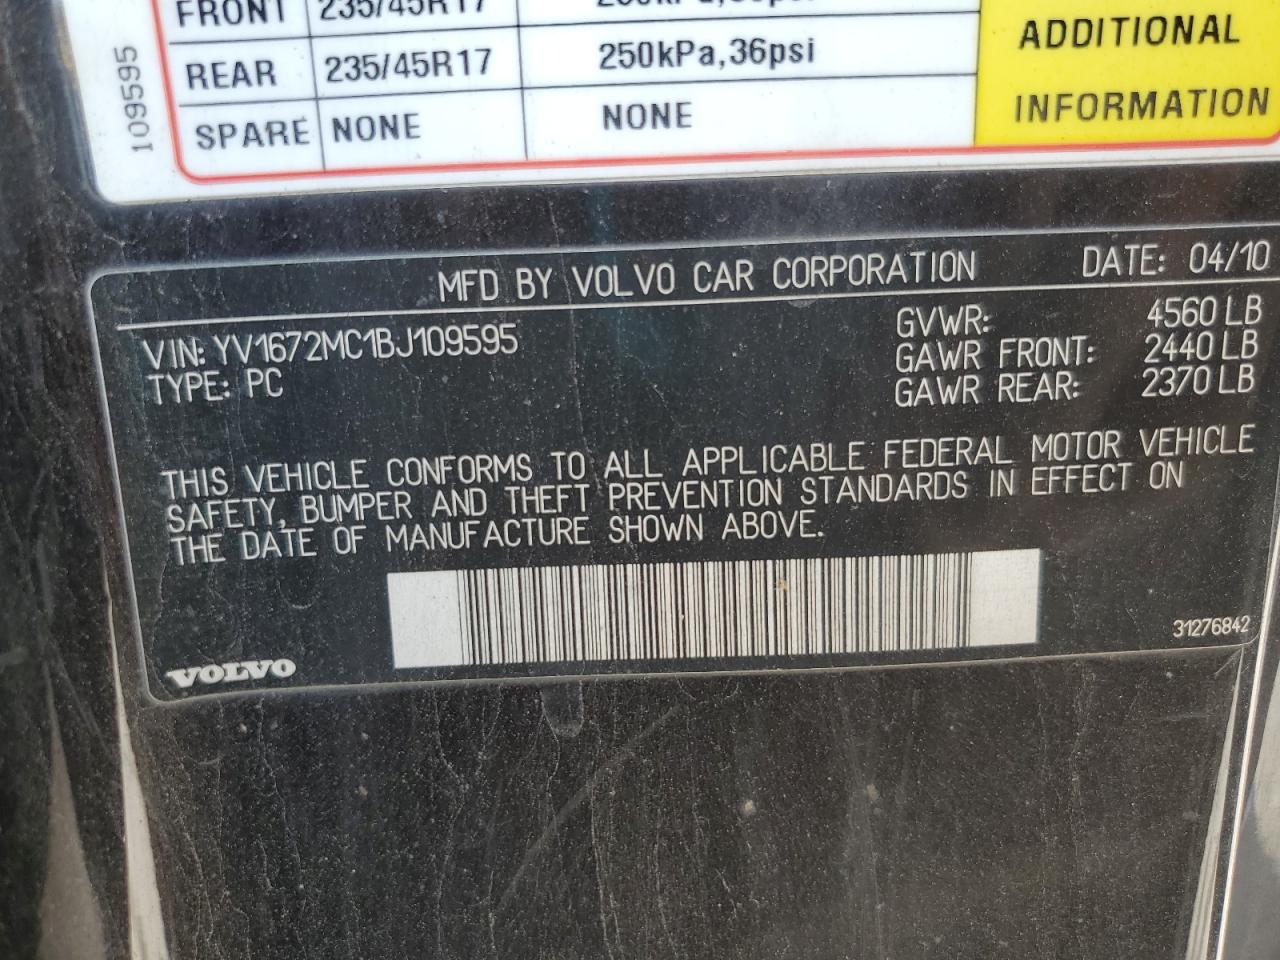 FRONT 235/45R17
REAR 235/45R17 250kPa,36psi
SPARE NONE NONE
ADDITIONAL
INFORMATION
109595
MFD BY VOLVO CAR CORPORATION DATE: 04/10
VIN: YV1672MC1BJ109595 GVWR: 4560 LB
TYPE: PC GAWR FRONT: 2440 LB
GAWR REAR: 2370 LB
THIS VEHICLE CONFORMS TO ALL APPLICABLE FEDERAL MOTOR VEHICLE
SAFETY, BUMPER AND THEFT PREVENTION STANDARDS IN EFFECT ON
THE DATE OF MANUFACTURE SHOWN ABOVE.
31276842
VOLVO